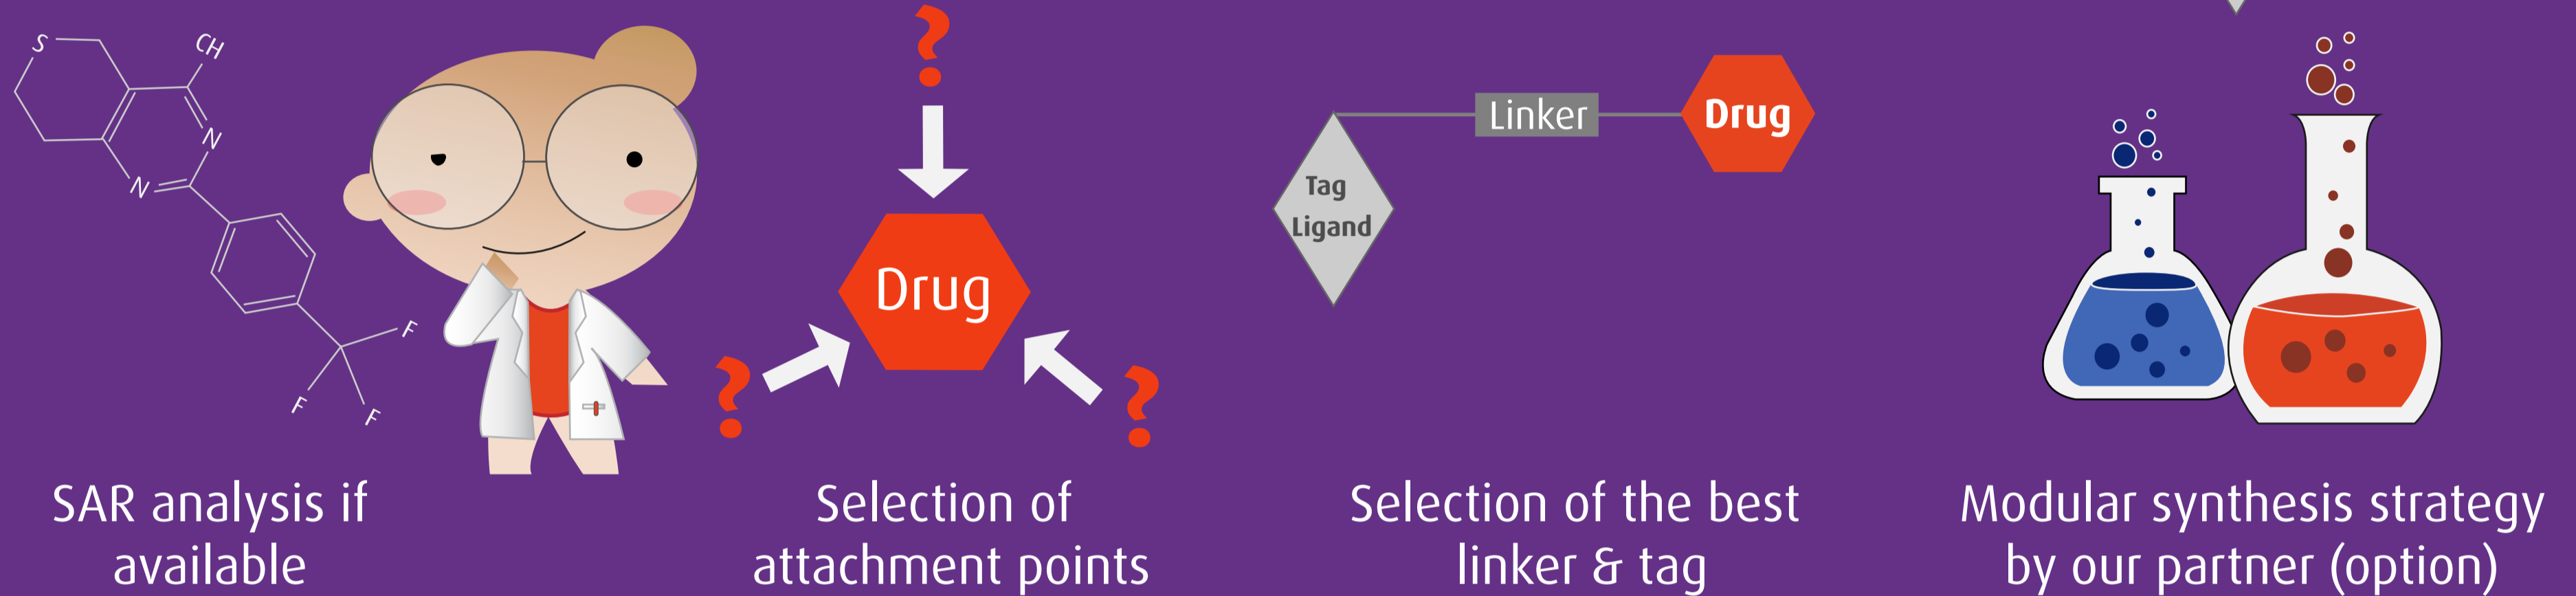 S
CH
N
N
F
F
F
SAR analysis if
available
?
?
?
Drug
Selection of
attachment points
Tag
Ligand
Linker
Drug
Selection of the best
linker & tag
Modular synthesis strategy
by our partner (option)